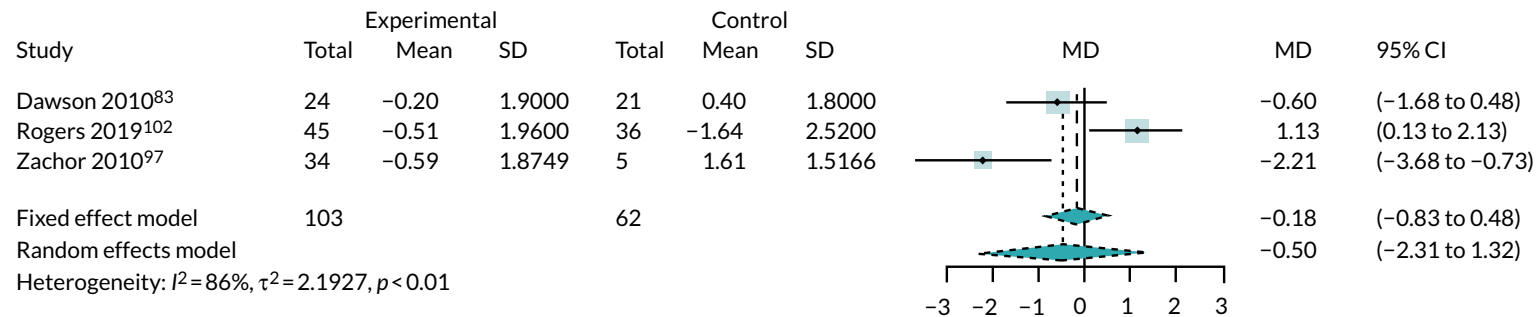 Experimental Control
Study Total Mean SD Total Mean SD MD MD 95% CI
Dawson 2010⁸³ 24 −0.20 1.9000 21 0.40 1.8000 −0.60 (−1.68 to 0.48)
Rogers 2019¹⁰² 45 −0.51 1.9600 36 −1.64 2.5200 1.13 (0.13 to 2.13)
Zachor 2010⁹⁷ 34 −0.59 1.8749 5 1.61 1.5166 −2.21 (−3.68 to −0.73)
Fixed effect model 103 62 −0.18 (−0.83 to 0.48)
Random effects model −0.50 (−2.31 to 1.32)
Heterogeneity: I² = 86%, τ² = 2.1927, p < 0.01
−3 −2 −1 0 1 2 3